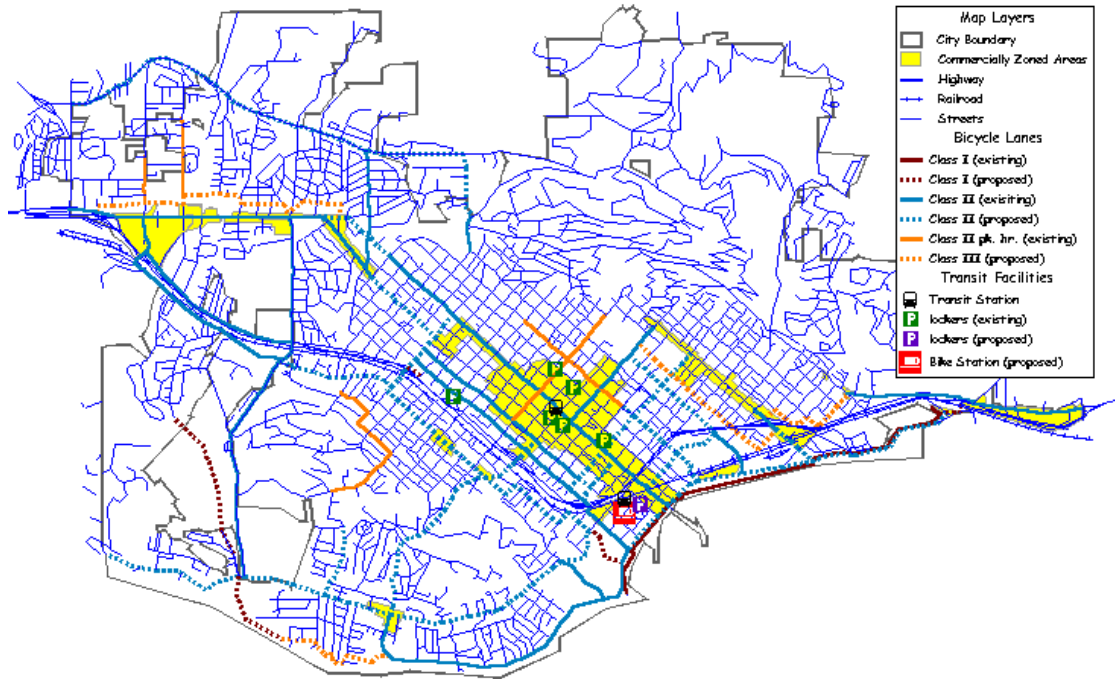 Map Layers
City Boundary
Commercially Zoned Areas
Highway
Railroad
Streets
Bicycle Lanes
Class I (existing)
Class I (proposed)
Class II (exisiting)
Class II (proposed)
Class II pk. hr. (existing)
Class III (proposed)
Transit Facilities
Transit Station
P lockers (existing)
P lockers (proposed)
Bike Station (proposed)
P
P
P
P
P
P
P